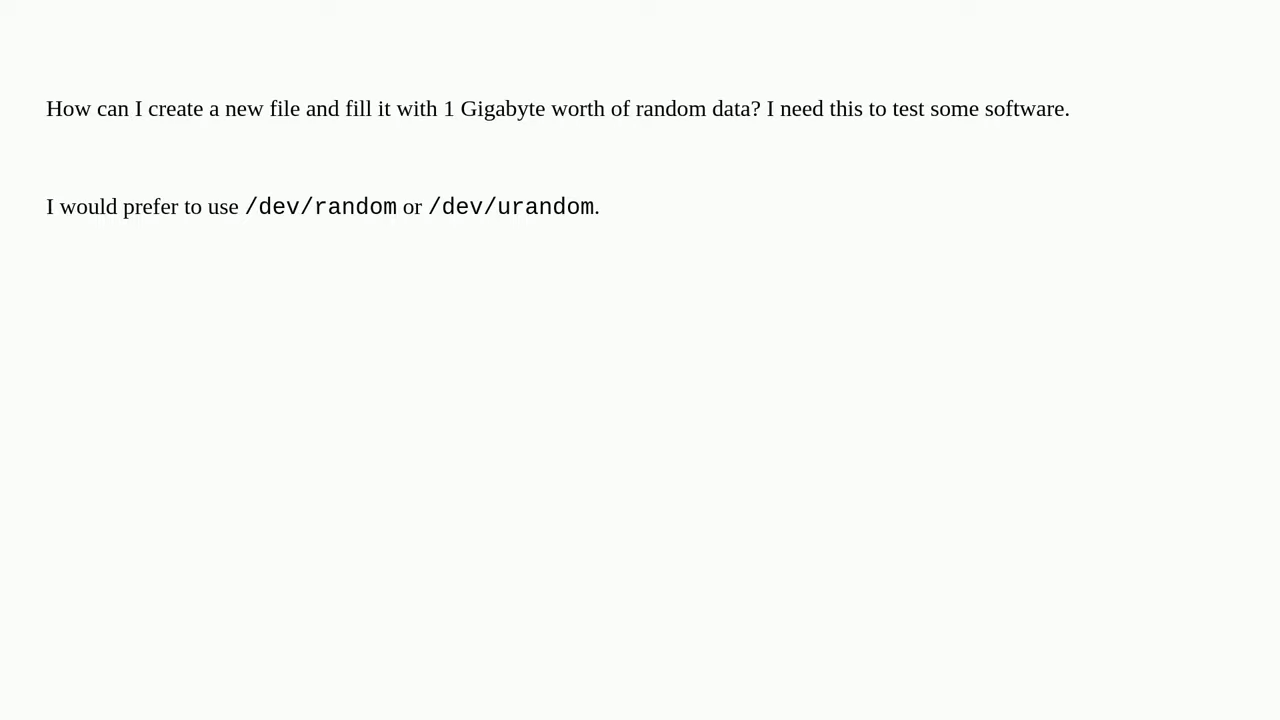 How can I create a new file and fill it with 1 Gigabyte worth of random data? I need this to test some software.
I would prefer to use /dev/random or /dev/urandom.